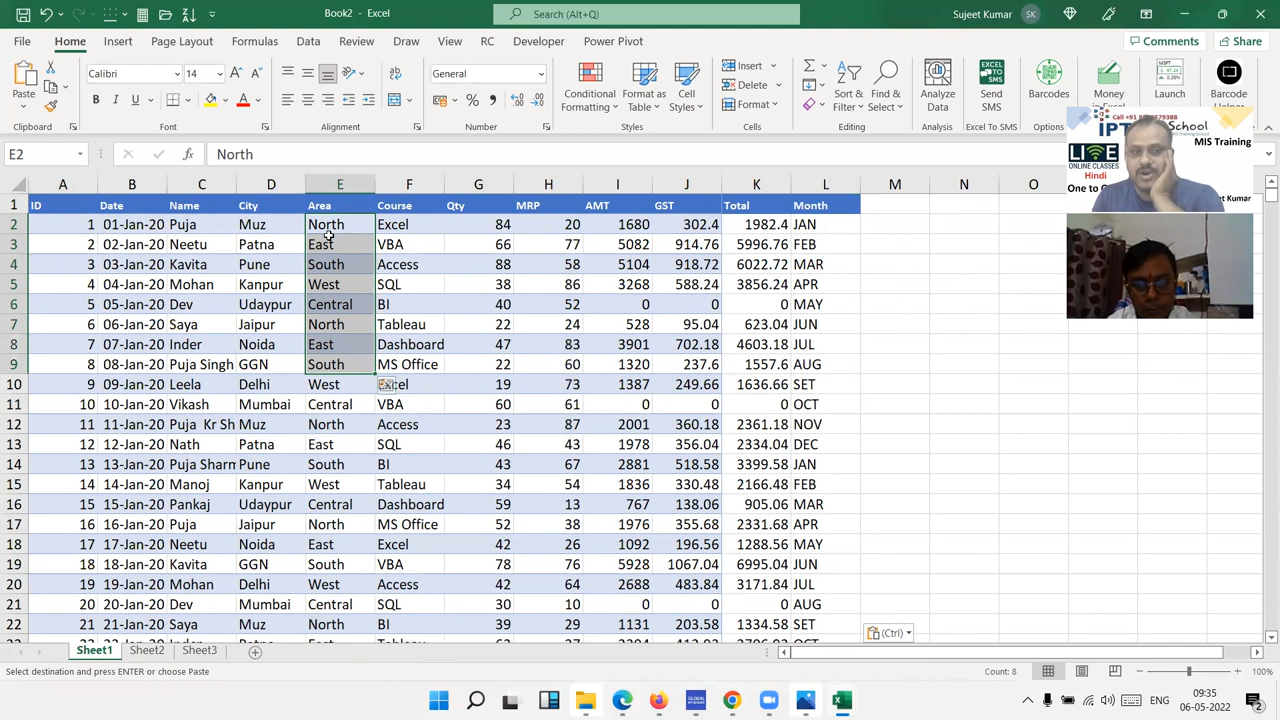 Book2 - Excel
Search (Alt+Q)
Sujeet Kumar
SK
File Home Insert Page Layout Formulas Data Review View Draw Developer RC Power Pivot
Comments Share
Paste
Calibri 14
General
Conditional Formatting
Format as Table
Cell Styles
Insert
Delete
Format
Sort & Filter
Find & Select
Analyze Data
Excel To SMS
Send SMS
Barcodes
Money in Excel
Launch
Barcode Helper
Clipboard Font Alignment Number Styles Cells Editing Analysis Excel To SMS Options
Call +91
School
MIS Training
LIVE
ONLINE CLASSES
Hindi
One to
et Kumar
E2 fx North
A B C D E F G H I J K L M N O
1 ID Date Name City Area Course Qty MRP AMT GST Total Month
2 1 01-Jan-20 Puja Muz North Excel 84 20 1680 302.4 1982.4 JAN
3 2 02-Jan-20 Neetu Patna East VBA 66 77 5082 914.76 5996.76 FEB
4 3 03-Jan-20 Kavita Pune South Access 88 58 5104 918.72 6022.72 MAR
5 4 04-Jan-20 Mohan Kanpur West SQL 38 86 3268 588.24 3856.24 APR
6 5 05-Jan-20 Dev Udaypur Central BI 40 52 0 0 0 MAY
7 6 06-Jan-20 Saya Jaipur North Tableau 22 24 528 95.04 623.04 JUN
8 7 07-Jan-20 Inder Noida East Dashboard 47 83 3901 702.18 4603.18 JUL
9 8 08-Jan-20 Puja Singh GGN South MS Office 22 60 1320 237.6 1557.6 AUG
10 9 09-Jan-20 Leela Delhi West Excel 19 73 1387 249.66 1636.66 SET
11 10 10-Jan-20 Vikash Mumbai Central VBA 60 61 0 0 0 OCT
12 11 11-Jan-20 Puja Kr Sh Muz North Access 23 87 2001 360.18 2361.18 NOV
13 12 12-Jan-20 Nath Patna East SQL 46 43 1978 356.04 2334.04 DEC
14 13 13-Jan-20 Puja Sharm Pune South BI 43 67 2881 518.58 3399.58 JAN
15 14 14-Jan-20 Manoj Kanpur West Tableau 34 54 1836 330.48 2166.48 FEB
16 15 15-Jan-20 Pankaj Udaypur Central Dashboard 59 13 767 138.06 905.06 MAR
17 16 16-Jan-20 Puja Jaipur North MS Office 52 38 1976 355.68 2331.68 APR
18 17 17-Jan-20 Neetu Noida East Excel 42 26 1092 196.56 1288.56 MAY
19 18 18-Jan-20 Kavita GGN South VBA 78 76 5928 1067.04 6995.04 JUN
20 19 19-Jan-20 Mohan Delhi West Access 42 64 2688 483.84 3171.84 JUL
21 20 20-Jan-20 Dev Mumbai Central SQL 30 10 0 0 0 AUG
22 21 21-Jan-20 Saya Muz North BI 39 29 1131 203.58 1334.58 SET
(Ctrl)
Sheet1 Sheet2 Sheet3
Select destination and press ENTER or choose Paste
Count: 8
100%
ENG
09:35
06-05-2022